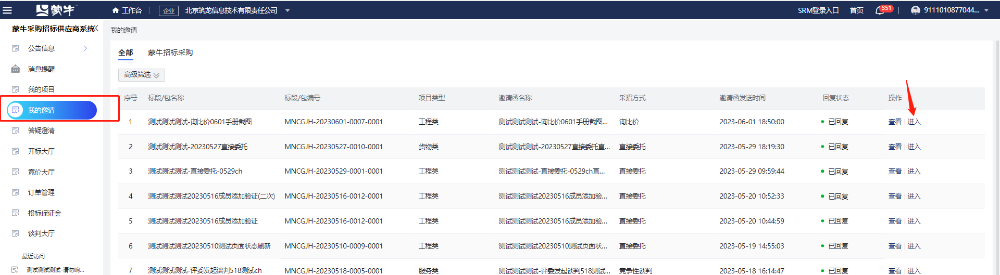 蒙牛 工作台 企业 北京筑龙信息技术有限责任公司 SRM登录入口 首页 351 9111010877044...
蒙牛采购招标供应商系统
公告信息
消息提醒
我的项目
我的邀请
答疑澄清
开标大厅
竞价大厅
订单管理
投标保证金
谈判大厅
最近访问
测试测试测试-请勿响...
我的邀请
全部 蒙牛招标采购
高级筛选
序号 标段/包名称 标段/包编号 项目类型 邀请函名称 采招方式 邀请函发送时间 回复状态 操作
1 测试测试测试-询比价0601手册截图 MNCGJH-20230601-0007-0001 工程类 测试测试测试-询比价0601手册截图... 询比价 2023-06-01 18:50:00 已回复 查看 进入
2 测试测试测试-20230527直接委托 MNCGJH-20230527-0010-0001 货物类 测试测试测试-20230527直接委托直... 直接委托 2023-05-29 18:19:30 已回复 查看 进入
3 测试测试测试-直接委托-0529ch MNCGJH-20230529-0001-0001 工程类 测试测试测试-直接委托-0529ch直... 直接委托 2023-05-29 09:59:44 已回复 查看 进入
4 测试测试测试20230516成员添加验证(二次) MNCGJH-20230516-0012-0001 工程类 测试测试测试20230516成员添加验... 直接委托 2023-05-20 10:52:33 已回复 查看 进入
5 测试测试测试20230516成员添加验证 MNCGJH-20230516-0012-0001 工程类 测试测试测试20230516成员添加验... 直接委托 2023-05-20 10:44:59 已回复 查看 进入
6 测试测试测试20230510测试页面状态刷新 MNCGJH-20230510-0009-0001 工程类 测试测试测试20230510测试页面状... 直接委托 2023-05-19 14:55:03 已回复 查看 进入
7 测试测试测试-评委发起谈判518测试ch MNCGJH-20230518-0005-0001 服务类 测试测试测试-评委发起谈判518测试... 竞争性谈判 2023-05-18 16:14:47 已回复 查看 进入